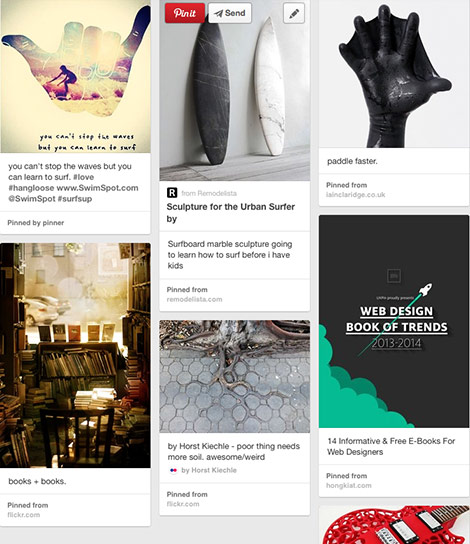 you can't stop the waves
but you can learn to surf
you can't stop the waves but you
can learn to surf. #love
#hangloose www.SwimSpot.com
@SwimSpot #surfsup
Pinned by pinner
books + books.
Pinned from
flickr.com
Pin it
Send
R from Remodelista
Sculpture for the Urban Surfer
by
Surfboard marble sculpture going
to learn how to surf before i have
kids
Pinned from
remodelista.com
by Horst Kiechle - poor thing needs
more soil. awesome/weird
by Horst Kiechle
Pinned from
flickr.com
paddle faster.
Pinned from
iainclaridge.co.uk
proudly presents
WEB DESIGN
BOOK OF TRENDS
2013-2014
14 Informative & Free E-Books For
Web Designers
Pinned from
hongkiat.com